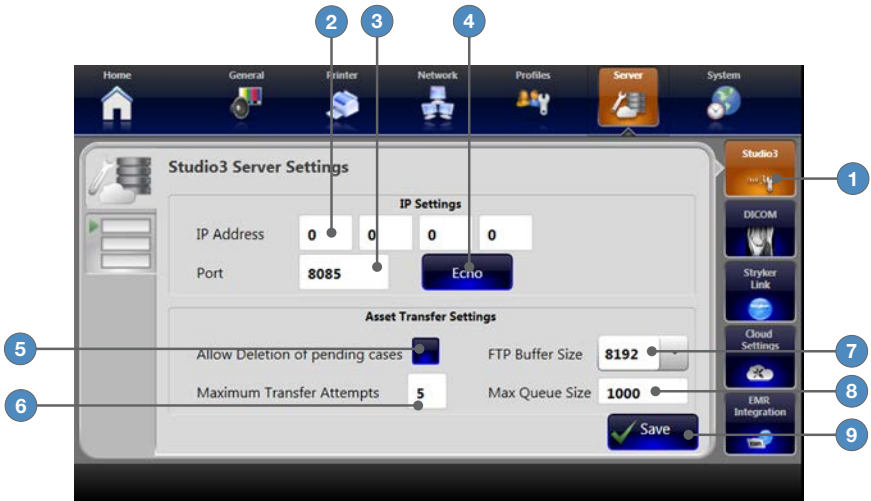 2 3 4
Home General Printer Network Profiles Server System
Studio3
1
Studio3 Server Settings
IP Settings
DICOM
IP Address 0 0 0 0
Port 8085 Echo
Stryker
Link
Asset Transfer Settings
Cloud
Settings
5 Allow Deletion of pending cases FTP Buffer Size 8192 7
6 Maximum Transfer Attempts 5 Max Queue Size 1000 8
EMR
Integration
Save 9